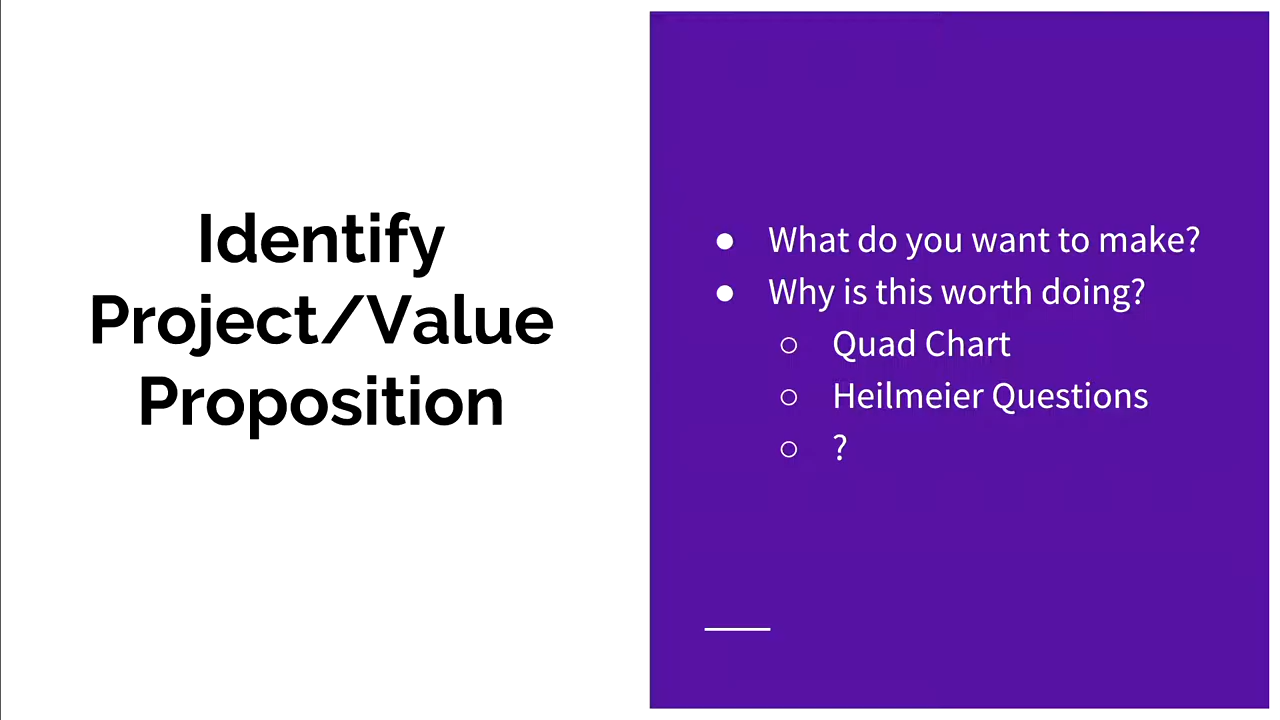 Identify
Project/Value
Proposition
● What do you want to make?
● Why is this worth doing?
○ Quad Chart
○ Heilmeier Questions
○ ?